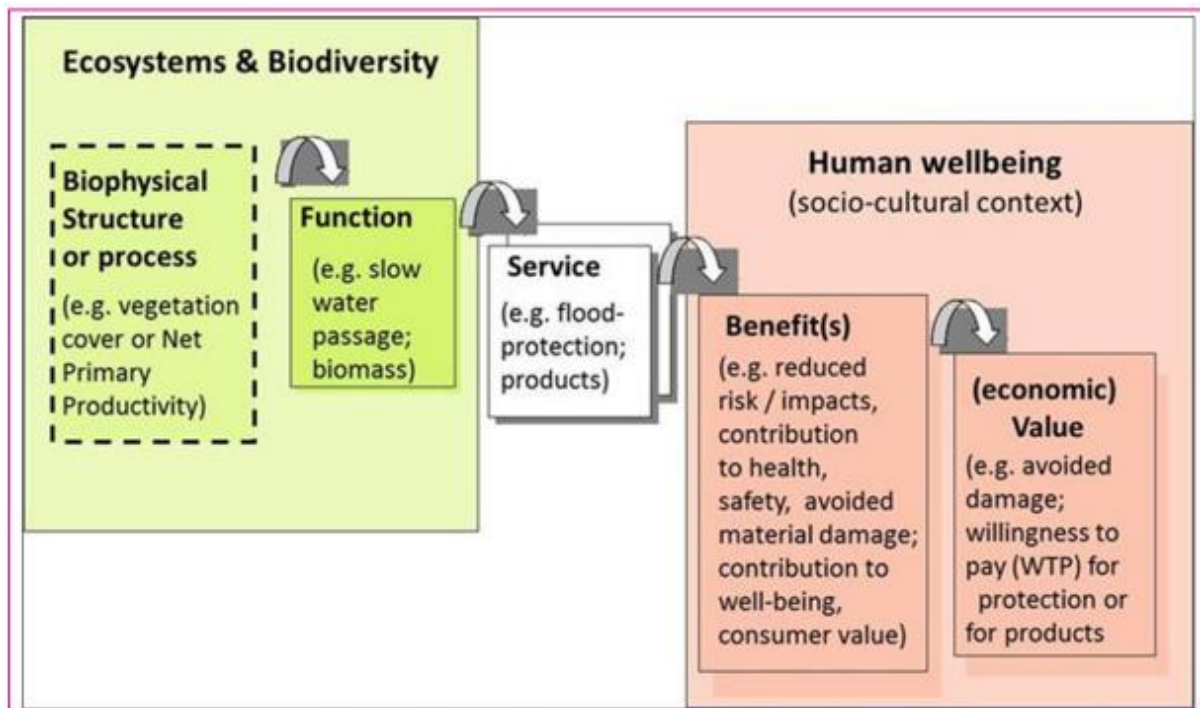 Ecosystems & Biodiversity
Biophysical
Structure
or process
(e.g. vegetation
cover or Net
Primary
Productivity)
Function
(e.g. slow
water
passage;
biomass)
Service
(e.g. flood-
protection;
products)
Human wellbeing
(socio-cultural context)
Benefit(s)
(e.g. reduced
risk / impacts,
contribution
to health,
safety, avoided
material damage;
contribution to
well-being,
consumer value)
(economic)
Value
(e.g. avoided
damage;
willingness to
pay (WTP) for
protection or
for products